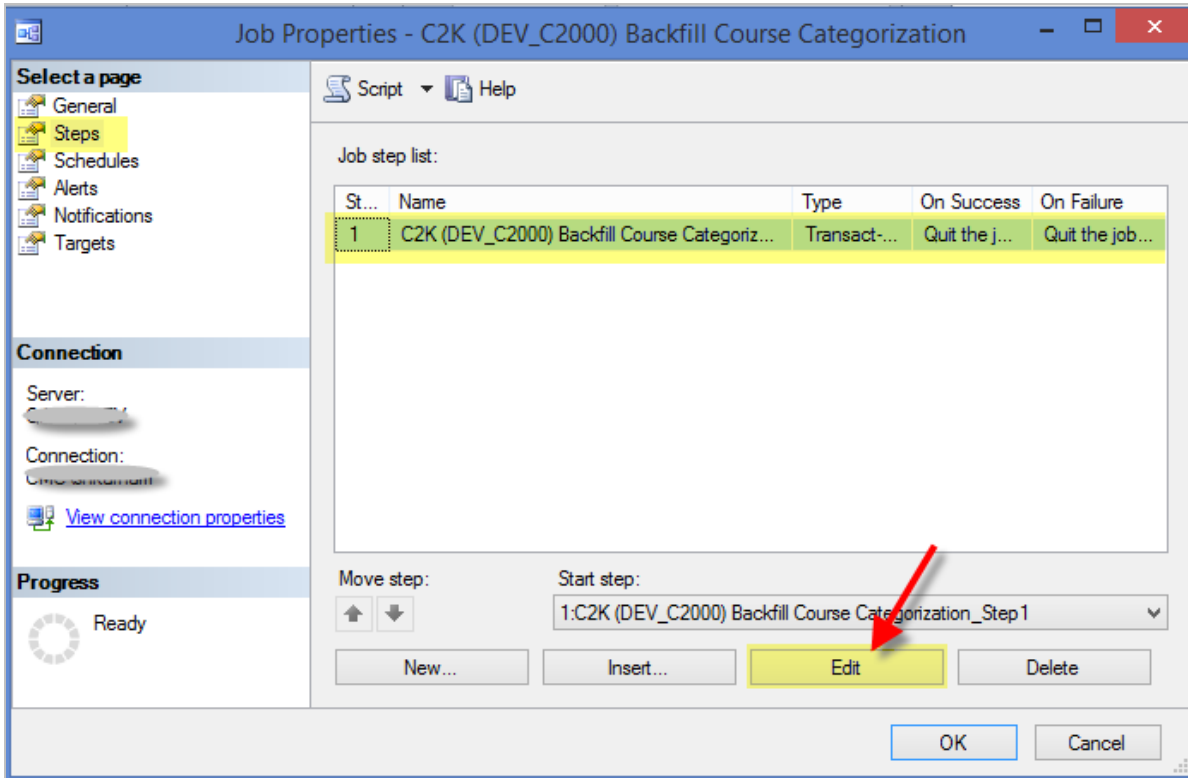 Job Properties - C2K (DEV_C2000) Backfill Course Categorization
Select a page
General
Steps
Schedules
Alerts
Notifications
Targets
Script
Help
Job step list:
St... Name Type On Success On Failure
1 C2K (DEV_C2000) Backfill Course Categoriz... Transact-... Quit the j... Quit the job...
Connection
Server:
Connection:
View connection properties
Progress
Ready
Move step:
Start step:
1:C2K (DEV_C2000) Backfill Course Categorization_Step1
New...
Insert...
Edit
Delete
OK
Cancel